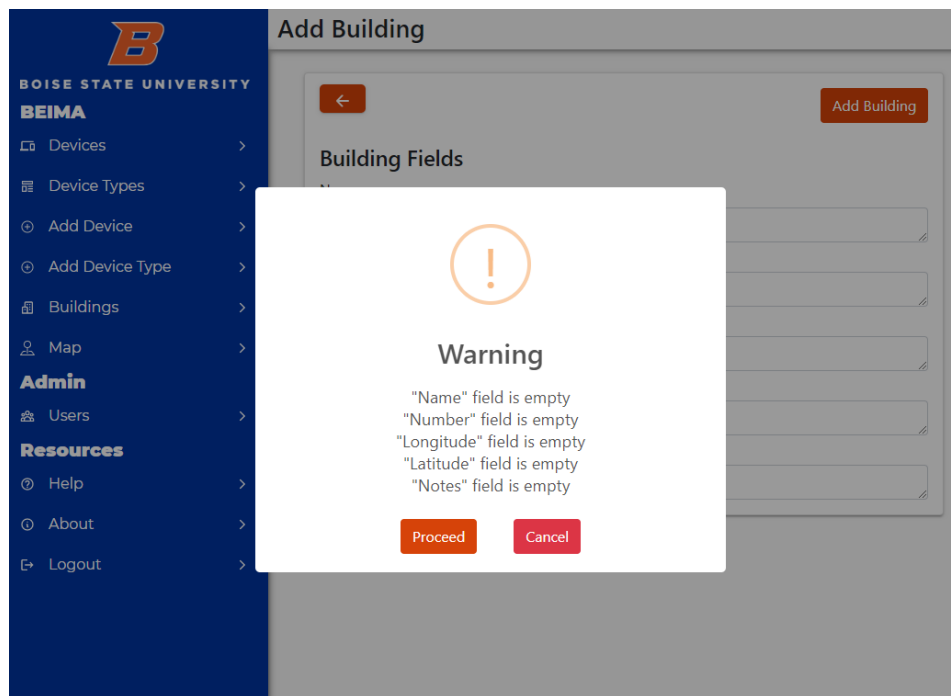 B
BOISE STATE UNIVERSITY
BEIMA
Devices
Device Types
Add Device
Add Device Type
Buildings
Map
Admin
Users
Resources
Help
About
Logout
Add Building
Add Building
Building Fields
!
Warning
"Name" field is empty
"Number" field is empty
"Longitude" field is empty
"Latitude" field is empty
"Notes" field is empty
Proceed
Cancel